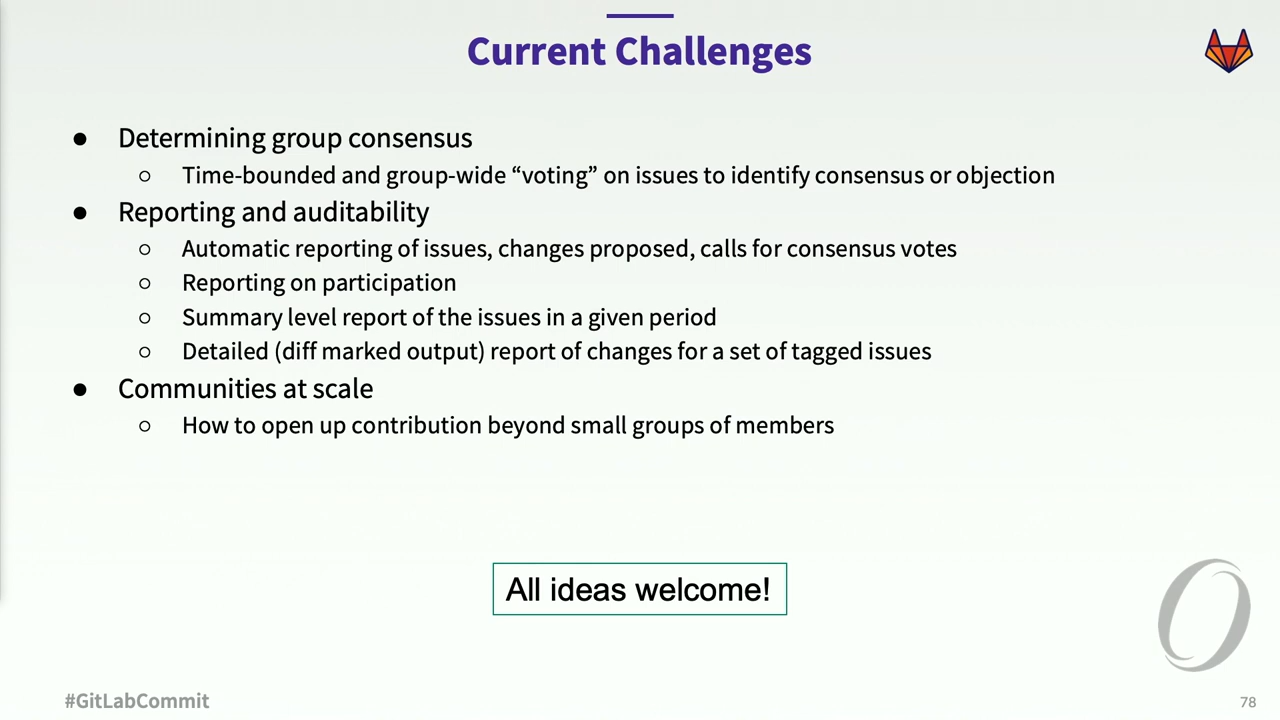 Current Challenges
● Determining group consensus
○ Time-bounded and group-wide “voting” on issues to identify consensus or objection
● Reporting and auditability
○ Automatic reporting of issues, changes proposed, calls for consensus votes
○ Reporting on participation
○ Summary level report of the issues in a given period
○ Detailed (diff marked output) report of changes for a set of tagged issues
● Communities at scale
○ How to open up contribution beyond small groups of members
All ideas welcome!
#GitLabCommit
78